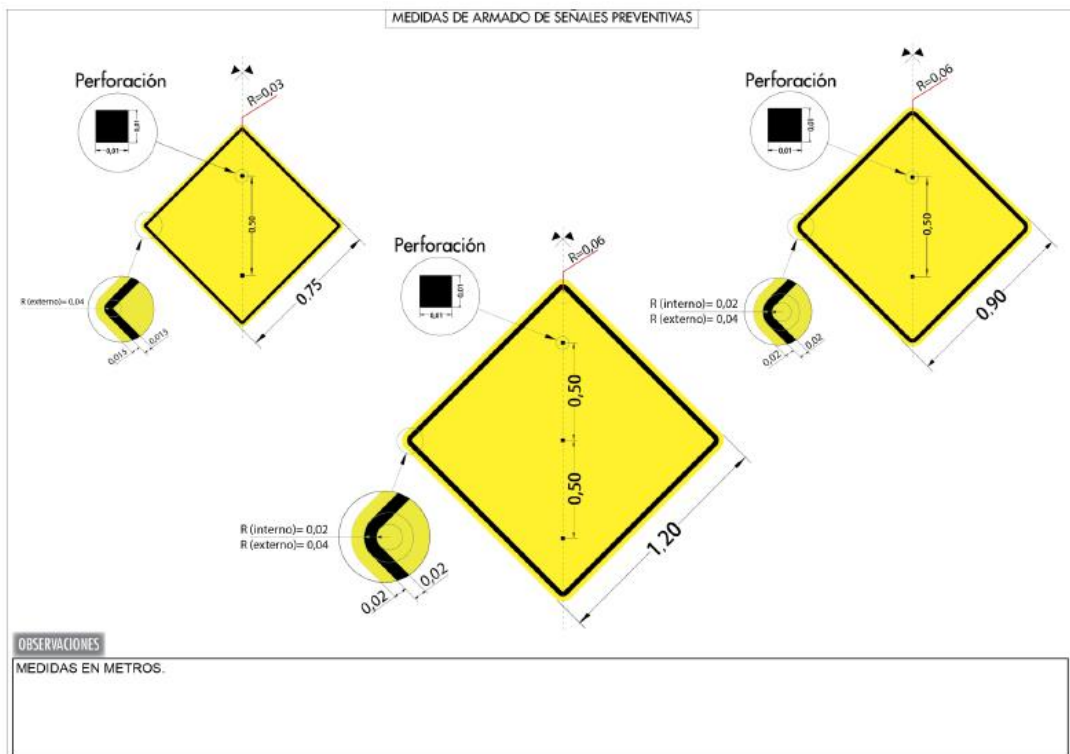 MEDIDAS DE ARMADO DE SEÑALES PREVENTIVAS
Perforación
0,01
0,01
R=0,03
0,50
0.75
R (externo)= 0,04
0,015
0,015
Perforación
0,01
0,01
R=0,06
0,50
0,50
1,20
R (interno)= 0,02
R (externo)= 0,04
0,02
0,02
Perforación
0,01
0,01
R=0,06
0,50
0,90
R (interno)= 0,02
R (externo)= 0,04
0,02
0,02
OBSERVACIONES
MEDIDAS EN METROS.